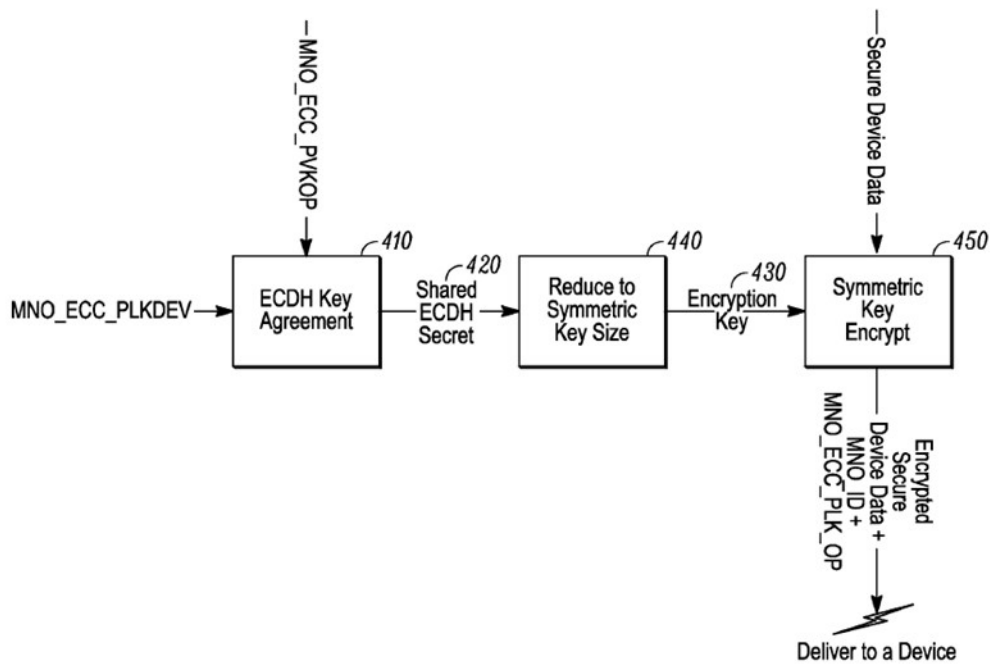 MNO_ECC_PVKOP
Secure Device Data
410
420
440
430
450
MNO_ECC_PLKDEV
ECDH Key
Agreement
Shared
ECDH
Secret
Reduce to
Symmetric
Key Size
Encryption
Key
Symmetric
Key
Encrypt
Encrypted
Secure
Device Data +
MNO_ID +
MNO_ECC_PLK_OP
Deliver to a Device